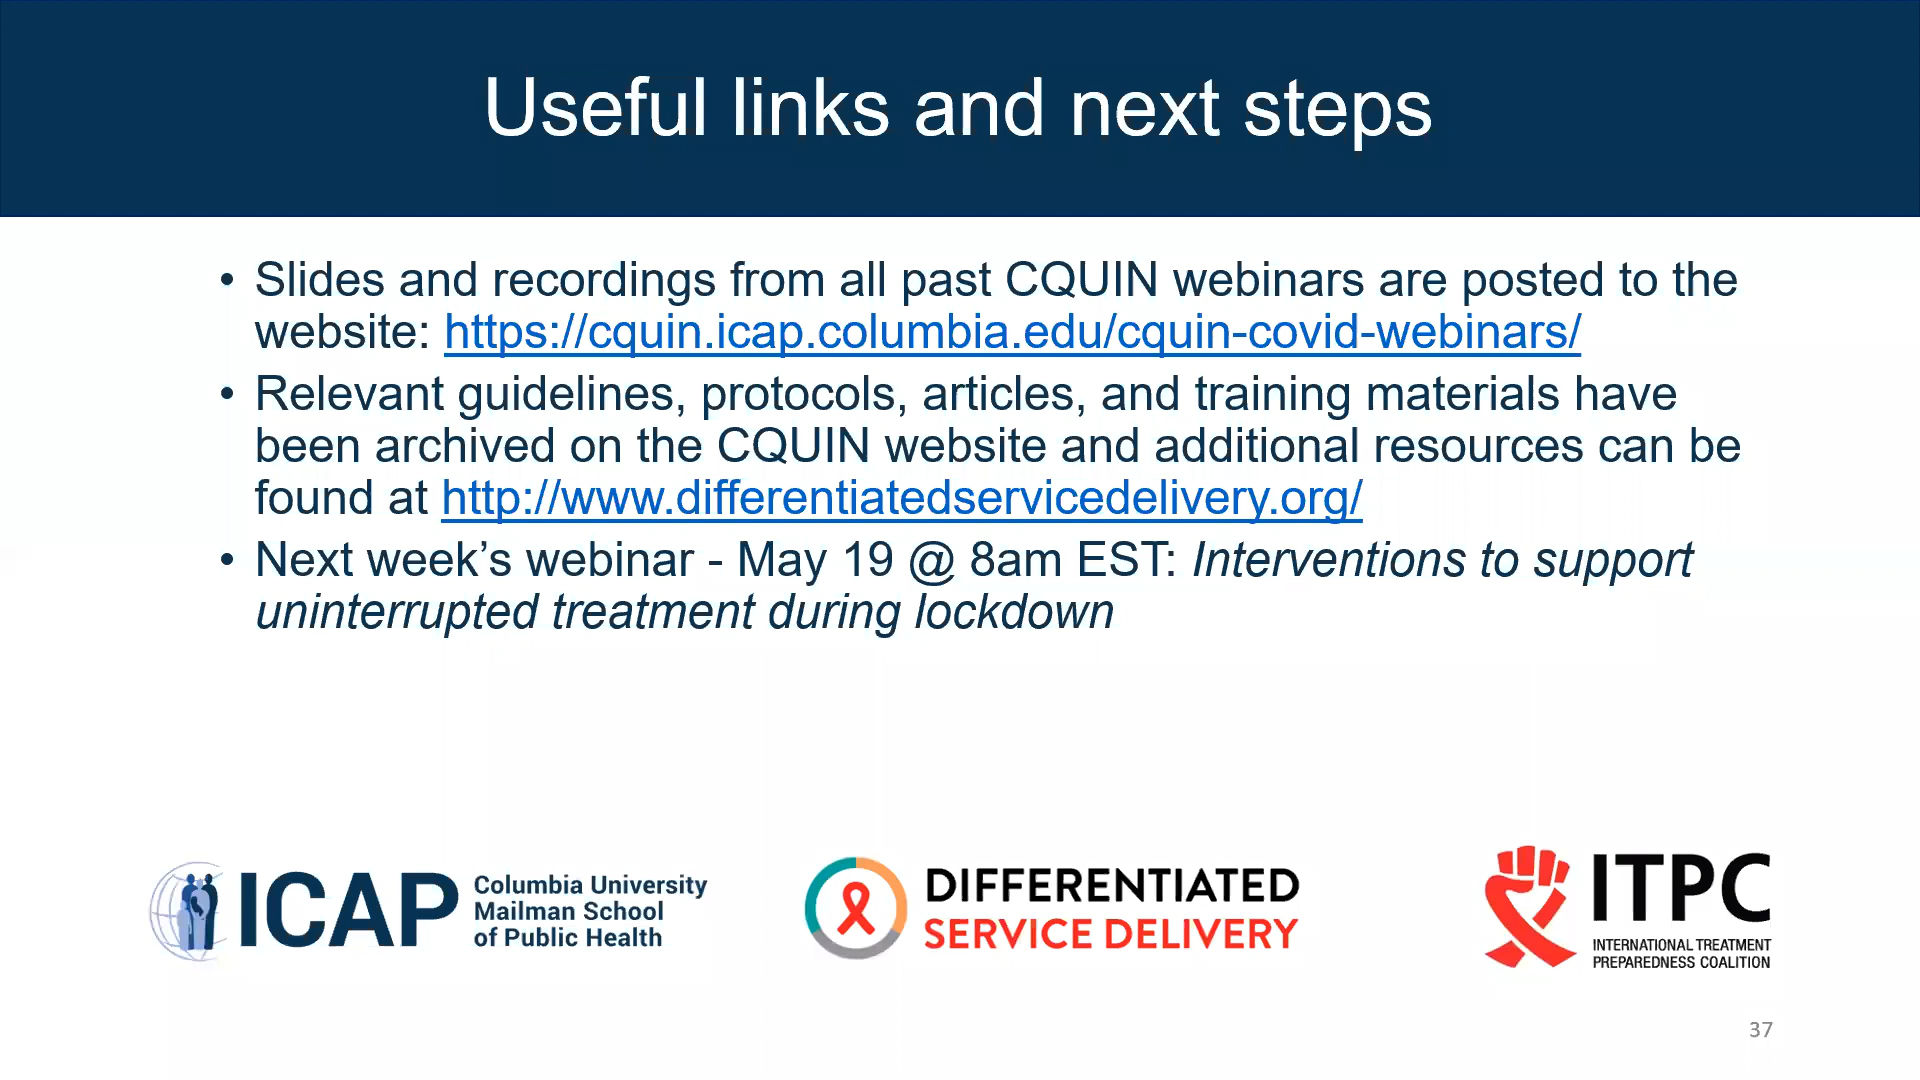 Useful links and next steps
• Slides and recordings from all past CQUIN webinars are posted to the
website: https://cquin.icap.columbia.edu/cquin-covid-webinars/
• Relevant guidelines, protocols, articles, and training materials have
been archived on the CQUIN website and additional resources can be
found at http://www.differentiatedservicedelivery.org/
• Next week’s webinar - May 19 @ 8am EST: Interventions to support
uninterrupted treatment during lockdown
ICAP
Columbia University
Mailman School
of Public Health
DIFFERENTIATED
SERVICE DELIVERY
ITPC
INTERNATIONAL TREATMENT
PREPAREDNESS COALITION
37